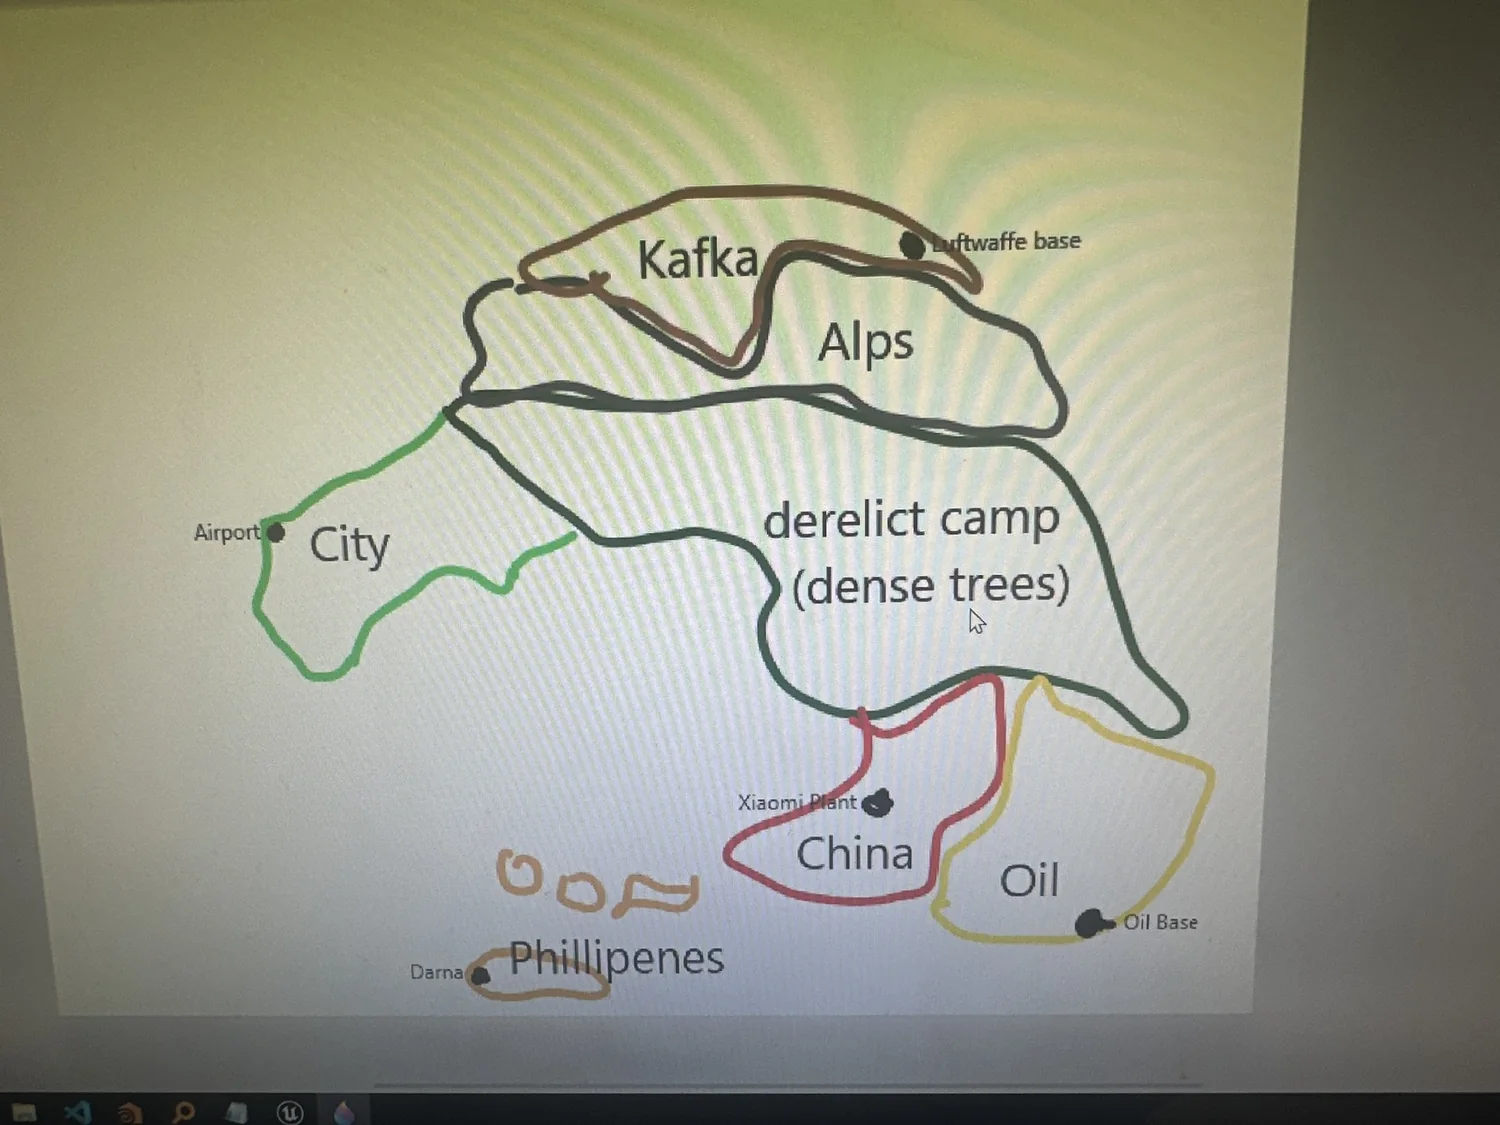 Kafka
Luftwaffe base
Alps
derelict camp
(dense trees)
Airport
City
Xiaomi Plant
China
Oil
Oil Base
Phillipenes
Darna